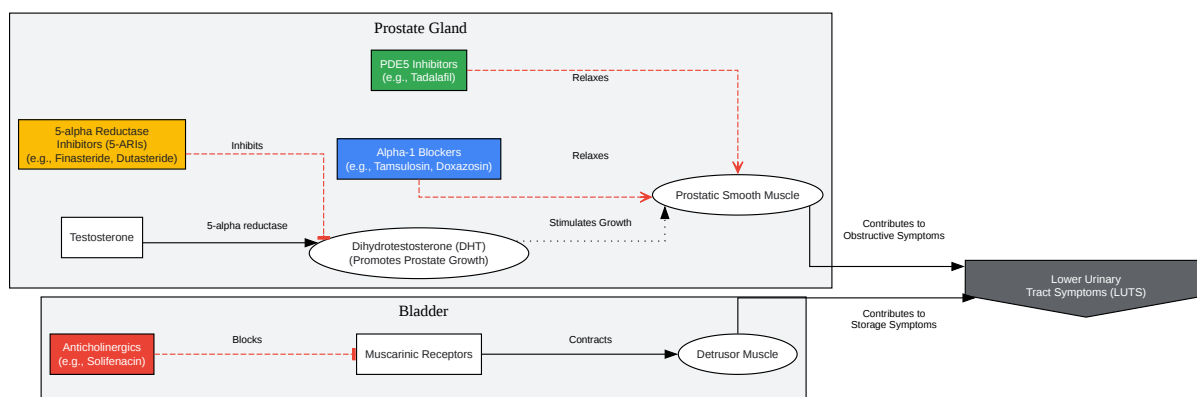 Prostate Gland
PDE5 Inhibitors
(e.g., Tadalafil)
Relaxes
5-alpha Reductase
Inhibitors (5-ARIs)
(e.g., Finasteride, Dutasteride)
Inhibits
Alpha-1 Blockers
(e.g., Tamsulosin, Doxazosin)
Relaxes
Prostatic Smooth Muscle
Testosterone
5-alpha reductase
Dihydrotestosterone (DHT)
(Promotes Prostate Growth)
Stimulates Growth
Contributes to
Obstructive Symptoms
Lower Urinary
Tract Symptoms (LUTS)
Bladder
Anticholinergics
(e.g., Solifenacin)
Blocks
Muscarinic Receptors
Contracts
Detrusor Muscle
Contributes to
Storage Symptoms